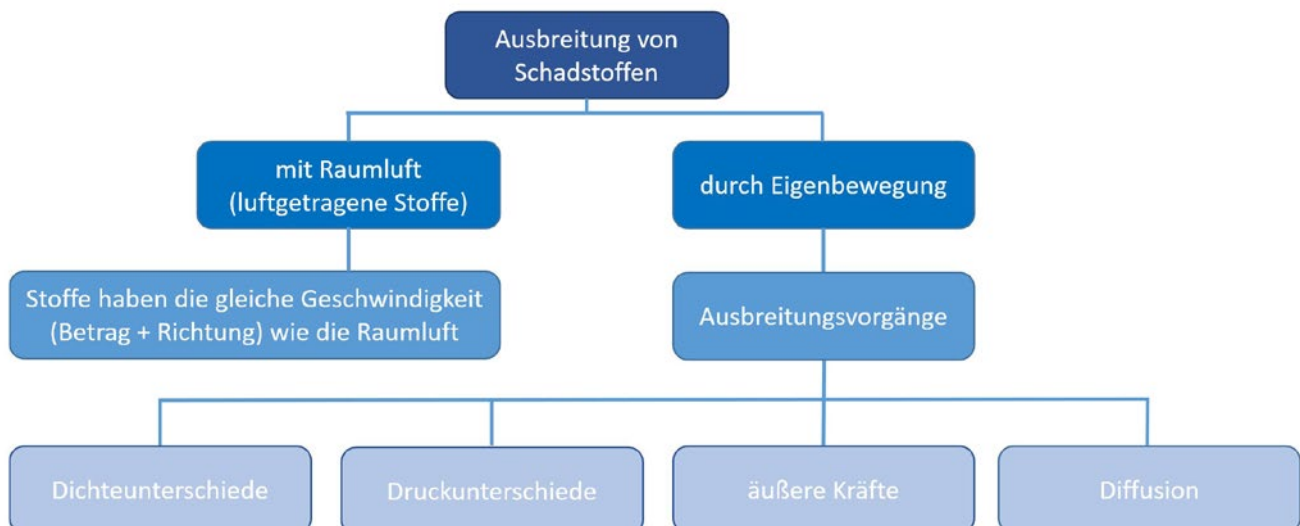 Ausbreitung von
Schadstoffen
mit Raumluft
(luftgetragene Stoffe)
durch Eigenbewegung
Stoffe haben die gleiche Geschwindigkeit
(Betrag + Richtung) wie die Raumluft
Ausbreitungsvorgänge
Dichteunterschiede
Druckunterschiede
äußere Kräfte
Diffusion